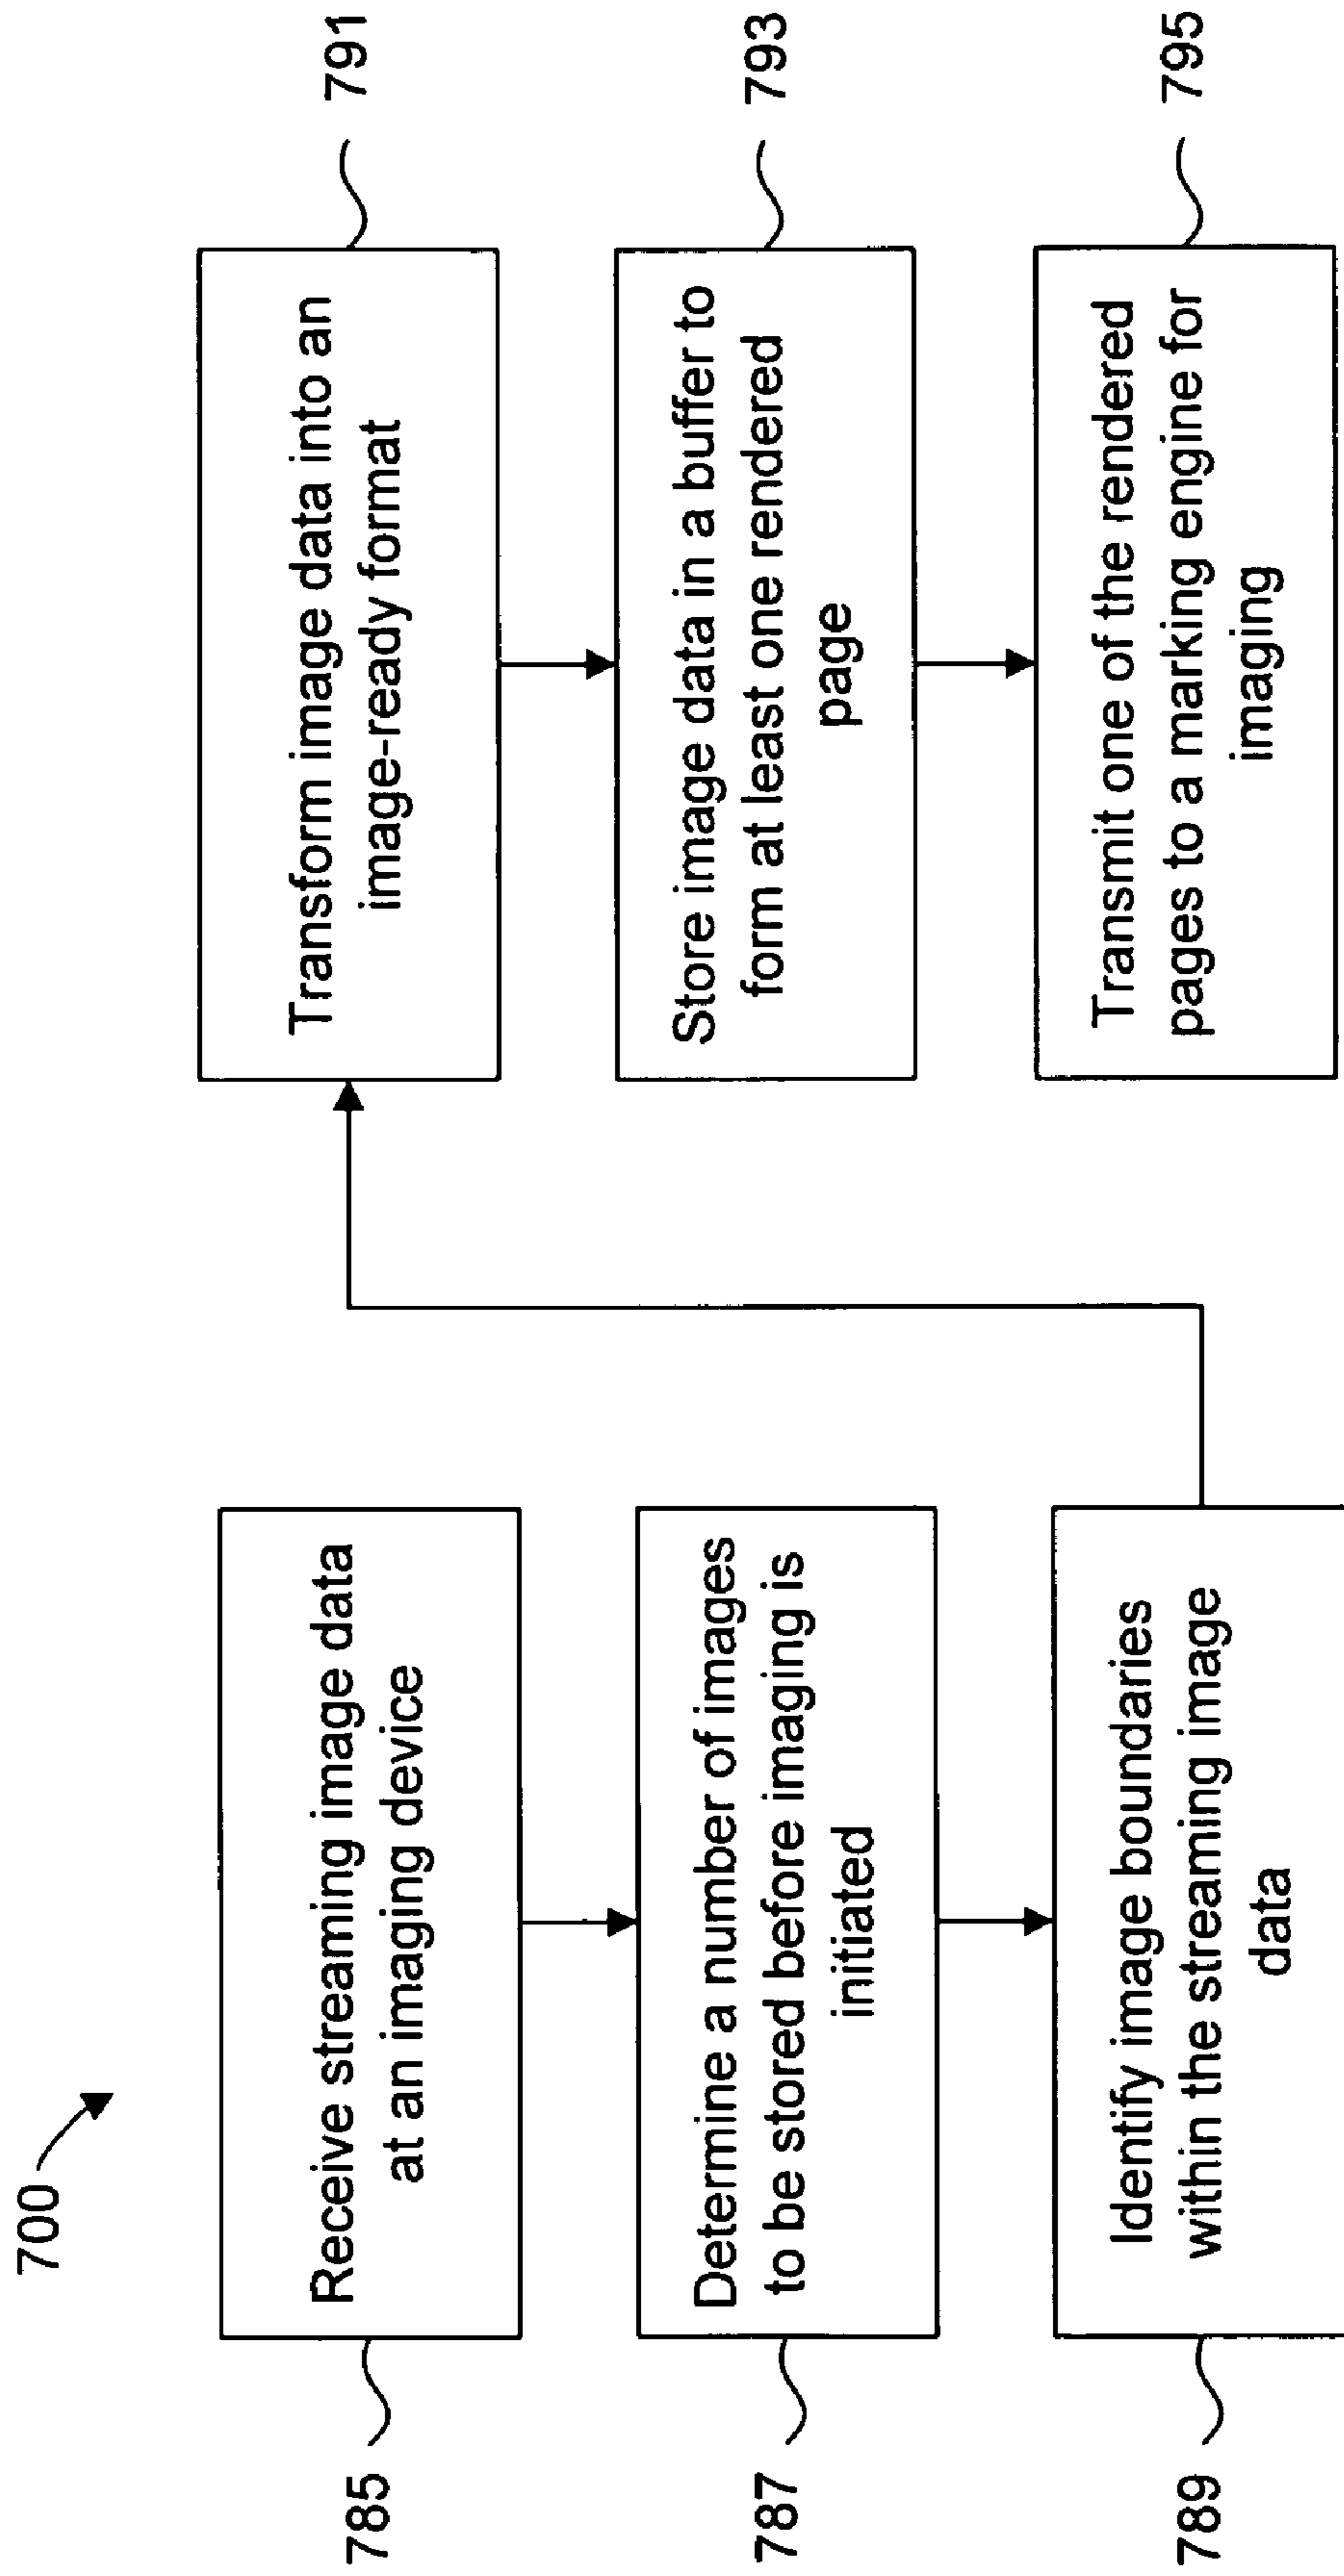 700
785
Receive streaming image data
at an imaging device
787
Determine a number of images
to be stored before imaging is
initiated
789
Identify image boundaries
within the streaming image
data
Transform image data into an
image-ready format
791
Store image data in a buffer to
form at least one rendered
page
793
Transmit one of the rendered
pages to a marking engine for
imaging
795